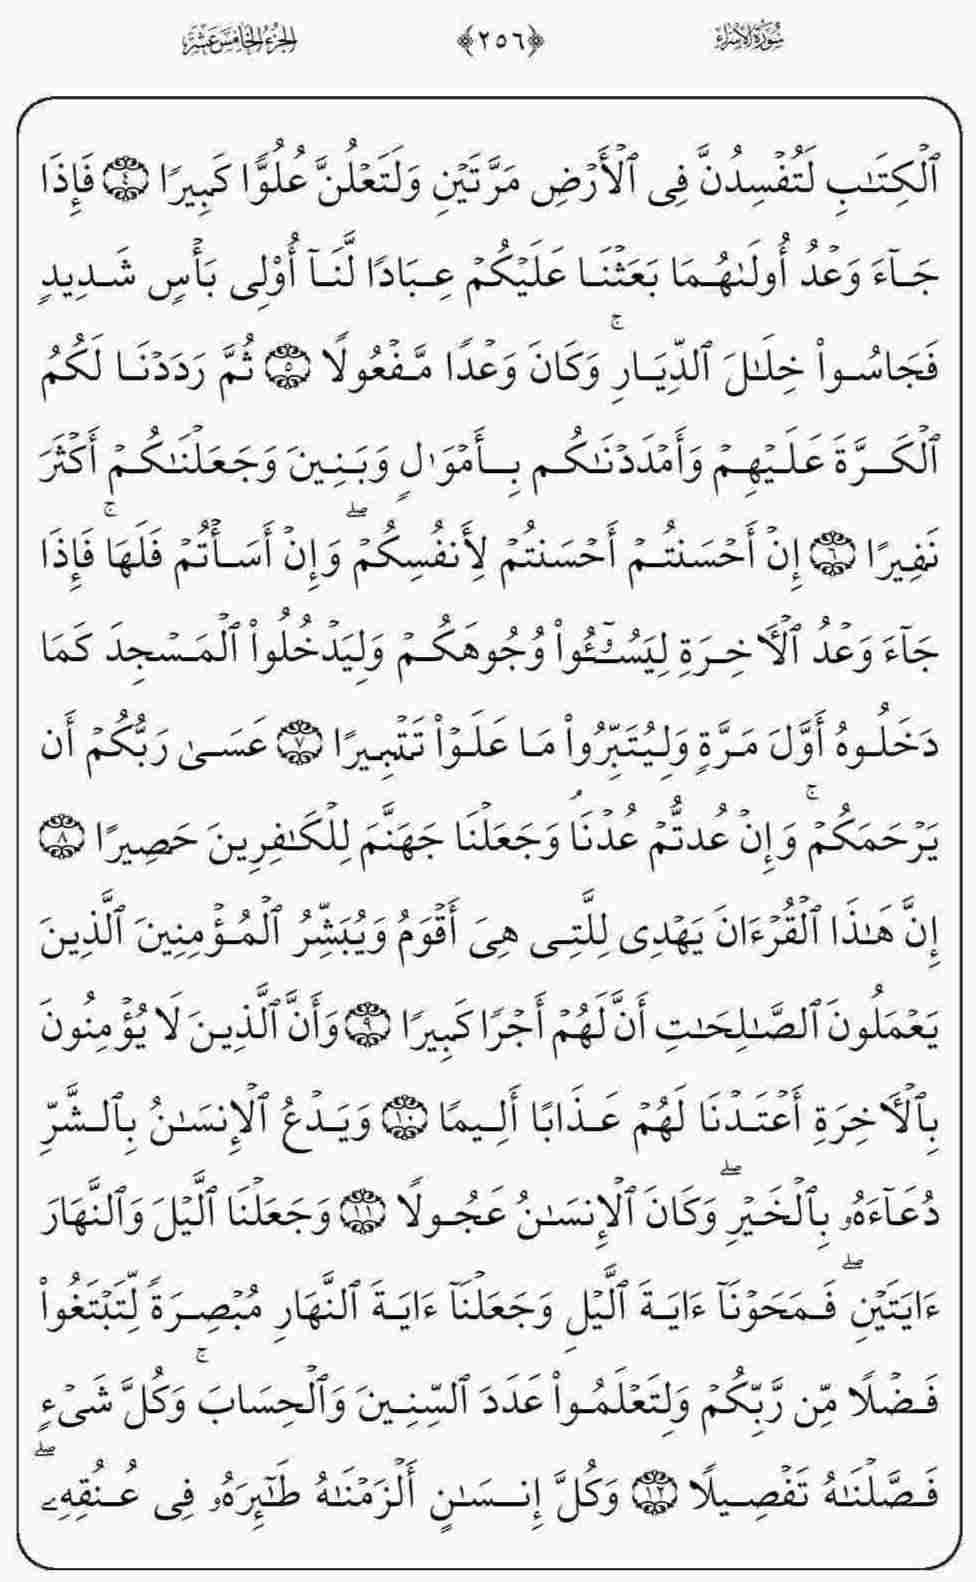 سُورَةُ الإِسْرَاء
﴿٢٥٦﴾
الجُزْءُ الخَامِسَ عَشَرَ
ٱلۡكِتَٰبِ لَتُفۡسِدُنَّ فِى ٱلۡأَرۡضِ مَرَّتَيۡنِ وَلَتَعۡلُنَّ عُلُوًّا كَبِيرًا ٤ فَإِذَا
جَآءَ وَعۡدُ أُولَىٰهُمَا بَعَثۡنَا عَلَيۡكُمۡ عِبَادًا لَّنَآ أُوْلِى بَأۡسٍ شَدِيدٍ
فَجَاسُواْ خِلَٰلَ ٱلدِّيَارِۚ وَكَانَ وَعۡدًا مَّفۡعُولًا ٥ ثُمَّ رَدَدۡنَا لَكُمُ
ٱلۡكَرَّةَ عَلَيۡهِمۡ وَأَمۡدَدۡنَٰكُم بِأَمۡوَٰلٍ وَبَنِينَ وَجَعَلۡنَٰكُمۡ أَكۡثَرَ
نَفِيرًا ٦ إِنۡ أَحۡسَنتُمۡ أَحۡسَنتُمۡ لِأَنفُسِكُمۡۖ وَإِنۡ أَسَأۡتُمۡ فَلَهَاۚ فَإِذَا
جَآءَ وَعۡدُ ٱلۡأٓخِرَةِ لِيَسُـُٔواْ وُجُوهَكُمۡ وَلِيَدۡخُلُواْ ٱلۡمَسۡجِدَ كَمَا
دَخَلُوهُ أَوَّلَ مَرَّةٍ وَلِيُتَبِّرُواْ مَا عَلَوۡاْ تَتۡبِيرًا ٧ عَسَىٰ رَبُّكُمۡ أَن
يَرۡحَمَكُمۡۚ وَإِنۡ عُدتُّمۡ عُدۡنَاۘ وَجَعَلۡنَا جَهَنَّمَ لِلۡكَٰفِرِينَ حَصِيرًا ٨
إِنَّ هَٰذَا ٱلۡقُرۡءَانَ يَهۡدِى لِلَّتِى هِىَ أَقۡوَمُ وَيُبَشِّرُ ٱلۡمُؤۡمِنِينَ ٱلَّذِينَ
يَعۡمَلُونَ ٱلصَّٰلِحَٰتِ أَنَّ لَهُمۡ أَجۡرًا كَبِيرًا ٩ وَأَنَّ ٱلَّذِينَ لَا يُؤۡمِنُونَ
بِٱلۡأٓخِرَةِ أَعۡتَدۡنَا لَهُمۡ عَذَابًا أَلِيمًا ١٠ وَيَدۡعُ ٱلۡإِنسَٰنُ بِٱلشَّرِّ
دُعَآءَهُۥ بِٱلۡخَيۡرِۖ وَكَانَ ٱلۡإِنسَٰنُ عَجُولًا ١١ وَجَعَلۡنَا ٱلَّيۡلَ وَٱلنَّهَارَ
ءَايَتَيۡنِۖ فَمَحَوۡنَآ ءَايَةَ ٱلَّيۡلِ وَجَعَلۡنَآ ءَايَةَ ٱلنَّهَارِ مُبۡصِرَةً لِّتَبۡتَغُواْ
فَضۡلًا مِّن رَّبِّكُمۡ وَلِتَعۡلَمُواْ عَدَدَ ٱلسِّنِينَ وَٱلۡحِسَابَۚ وَكُلَّ شَىۡءٍ
فَصَّلۡنَٰهُ تَفۡصِيلًا ١٢ وَكُلَّ إِنسَٰنٍ أَلۡزَمۡنَٰهُ طَٰٓئِرَهُۥ فِى عُنُقِهِۦۖ